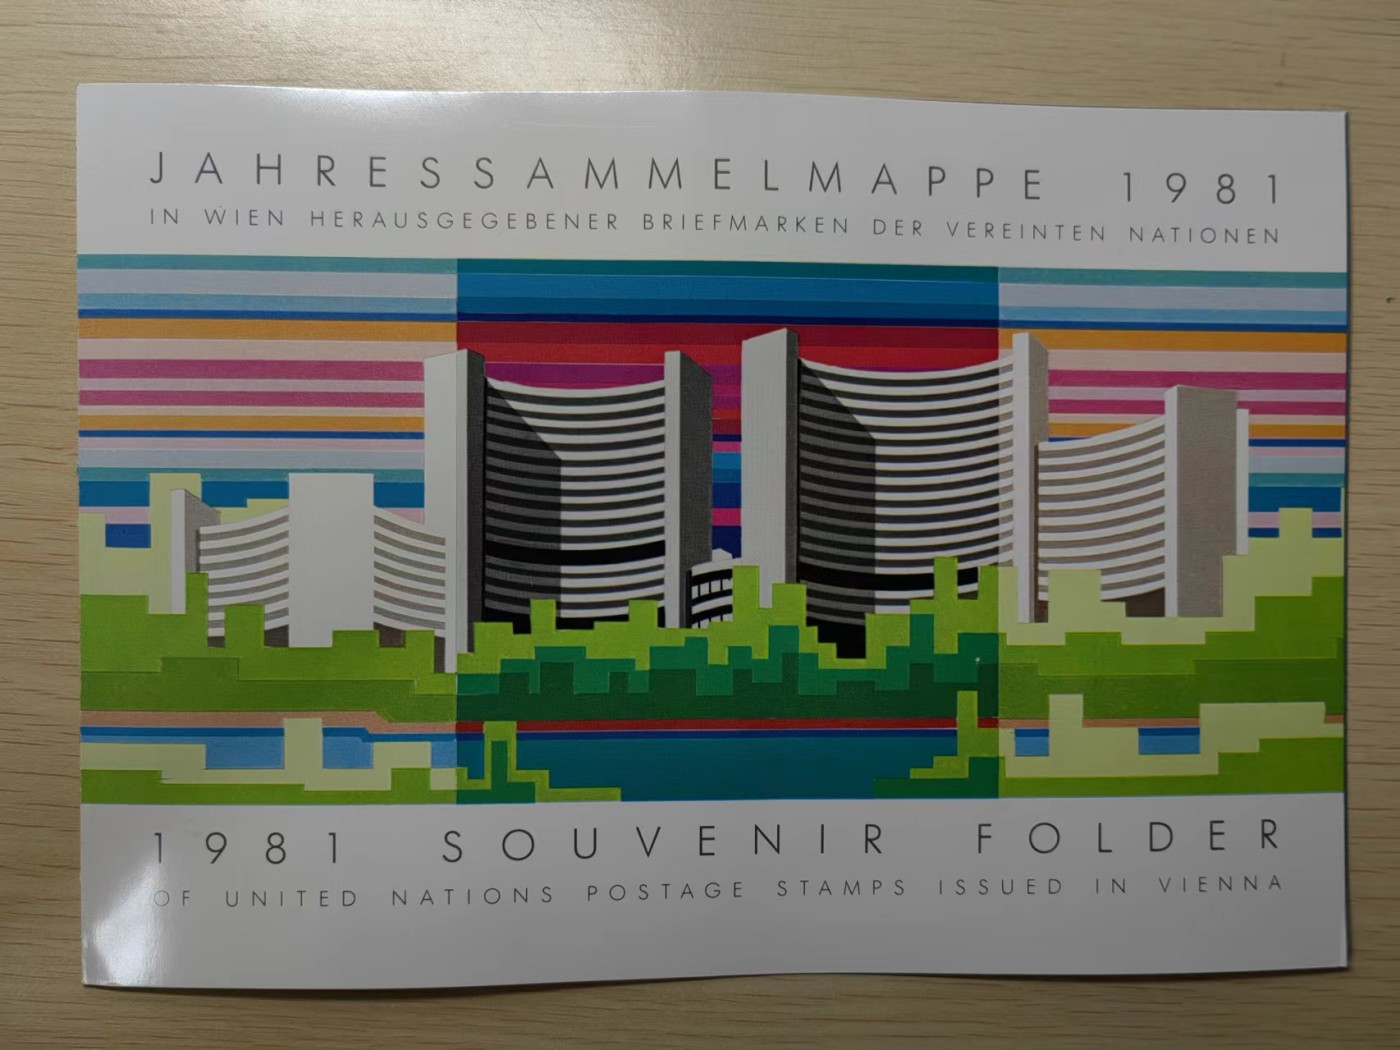 JAHRESSAMMELMAPPE 1981
IN WIEN HERAUSGEGEBENER BRIEFMARKEN DER VEREINTEN NATIONEN
1981 SOUVENIR FOLDER
OF UNITED NATIONS POSTAGE STAMPS ISSUED IN VIENNA